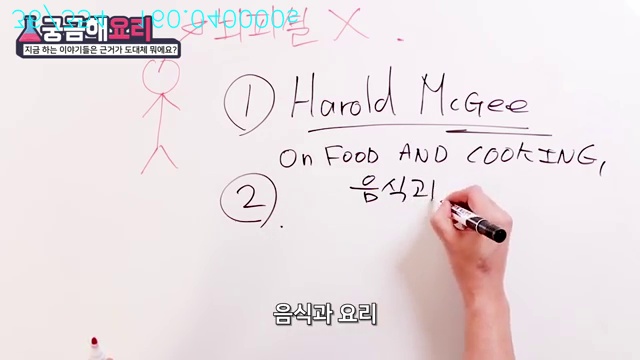 궁금해요리
지금 하는 이야기들은 근거가 도대체 뭐에요?
X.
① Harold McGee
ON FOOD AND COOKING,
② 음식과
음식과 요리